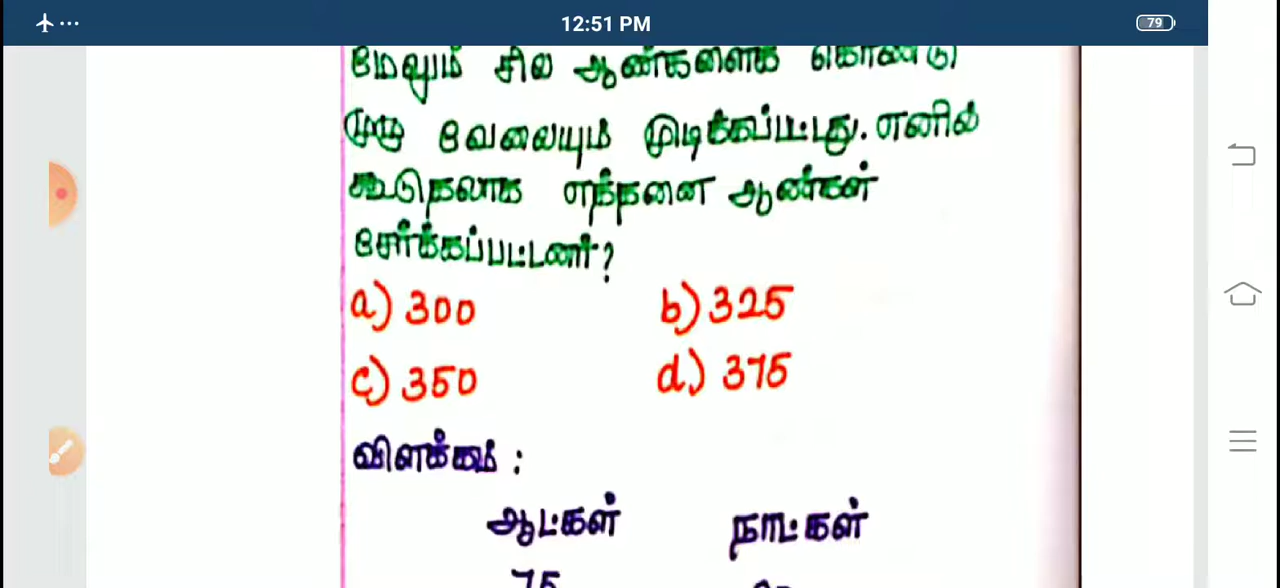 12:51 PM
79
மேலும் சில ஆண்களைக் கொண்டு
முழு வேலையும் முடிக்கப்பட்டது. எனில்
கூடுதலாக எத்தனை ஆண்கள்
சேர்க்கப்பட்டனர்?
a) 300 b) 325
c) 350 d.) 375
விளக்கம் :
ஆட்கள் நாட்கள்
75